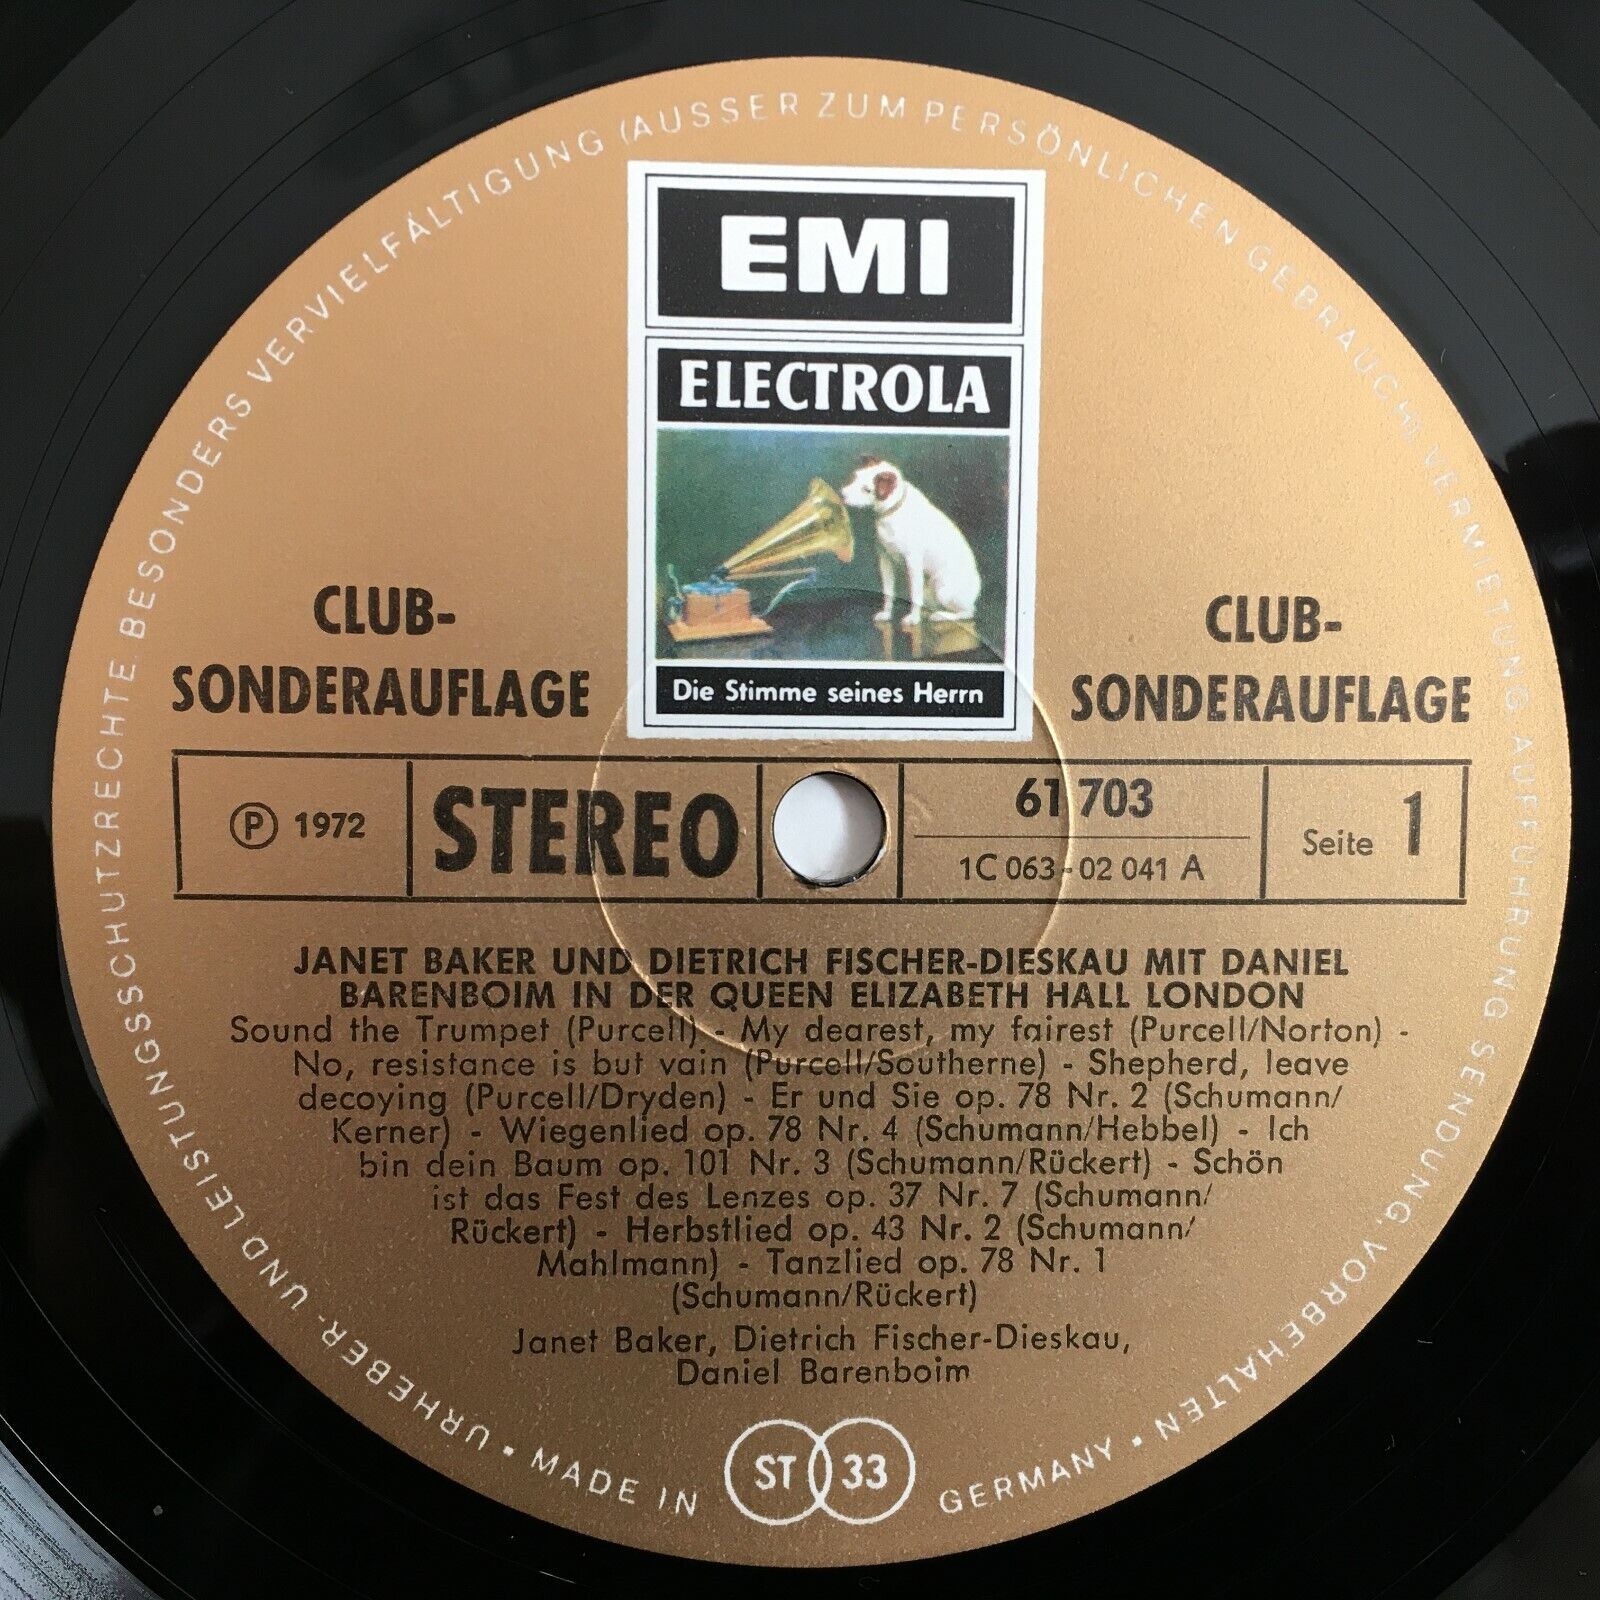 URHEBER- UND LEISTUNGSSCHUTZRECHTE. BESONDERS VERVIELFÄLTIGUNG (AUSSER ZUM PERSÖNLICHEN GEBRAUCH), VERMIETUNG, AUFFÜHRUNG, SENDUNG, VORBEHALTEN •
EMI
ELECTROLA
Die Stimme seines Herrn
CLUB-
SONDERAUFLAGE
CLUB-
SONDERAUFLAGE
Ⓟ 1972
STEREO
61 703
1C 063-02 041 A
Seite 1
JANET BAKER UND DIETRICH FISCHER-DIESKAU MIT DANIEL
BARENBOIM IN DER QUEEN ELIZABETH HALL LONDON
Sound the Trumpet (Purcell) - My dearest, my fairest (Purcell/Norton) -
No, resistance is but vain (Purcell/Southerne) - Shepherd, leave
decoying (Purcell/Dryden) - Er und Sie op. 78 Nr. 2 (Schumann/
Kerner) - Wiegenlied op. 78 Nr. 4 (Schumann/Hebbel) - Ich
bin dein Baum op. 101 Nr. 3 (Schumann/Rückert) - Schön
ist das Fest des Lenzes op. 37 Nr. 7 (Schumann/
Rückert) - Herbstlied op. 43 Nr. 2 (Schumann/
Mahlmann) - Tanzlied op. 78 Nr. 1
(Schumann/Rückert)
Janet Baker, Dietrich Fischer-Dieskau,
Daniel Barenboim
• MADE IN ST 33 GERMANY •